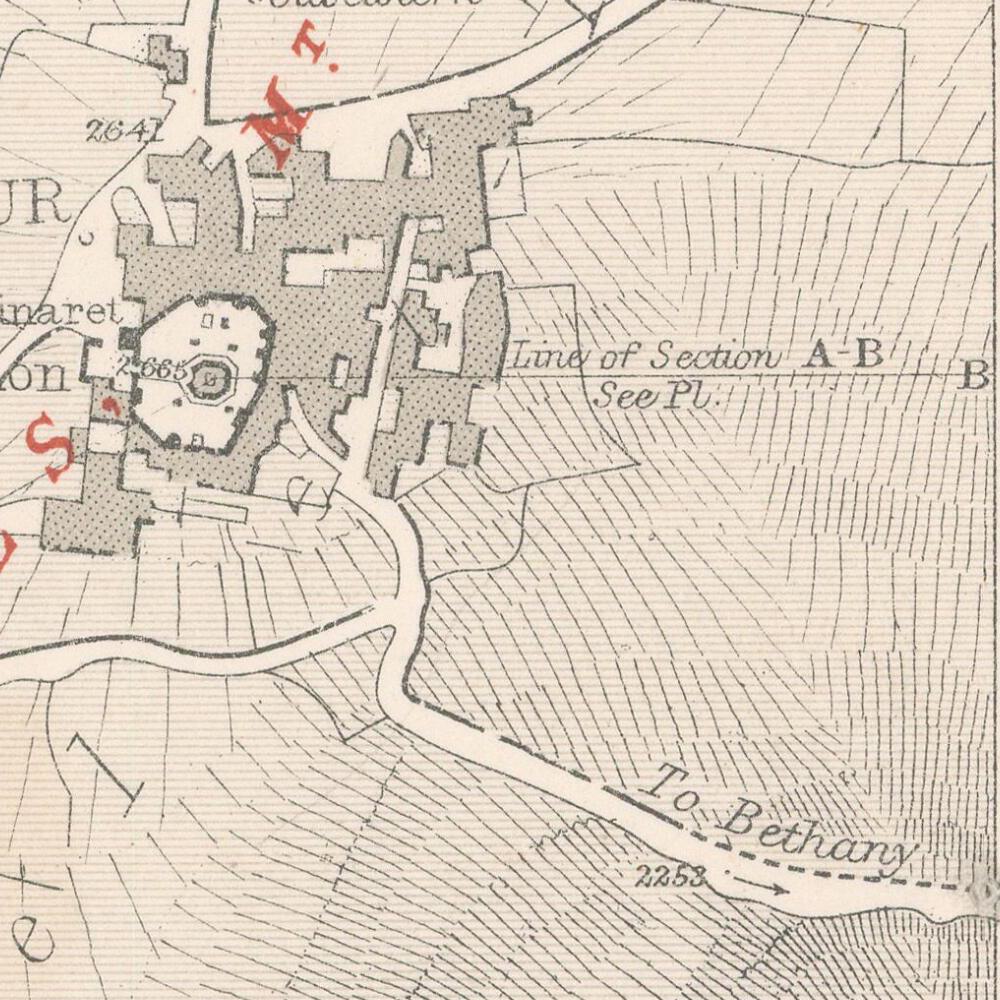 M T.
2641
UR
inaret
2665
on
S,
Line of Section A-B
See Pl.
B
To Bethany
2253
l
e t
e